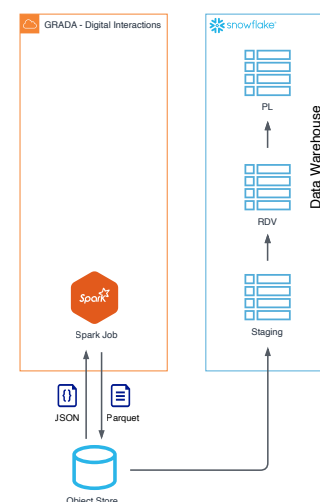 GRADA - Digital Interactions
snowflake
PL
Data Warehouse
RDV
Spark
Spark Job
Staging
{}
JSON
Parquet
Object Store